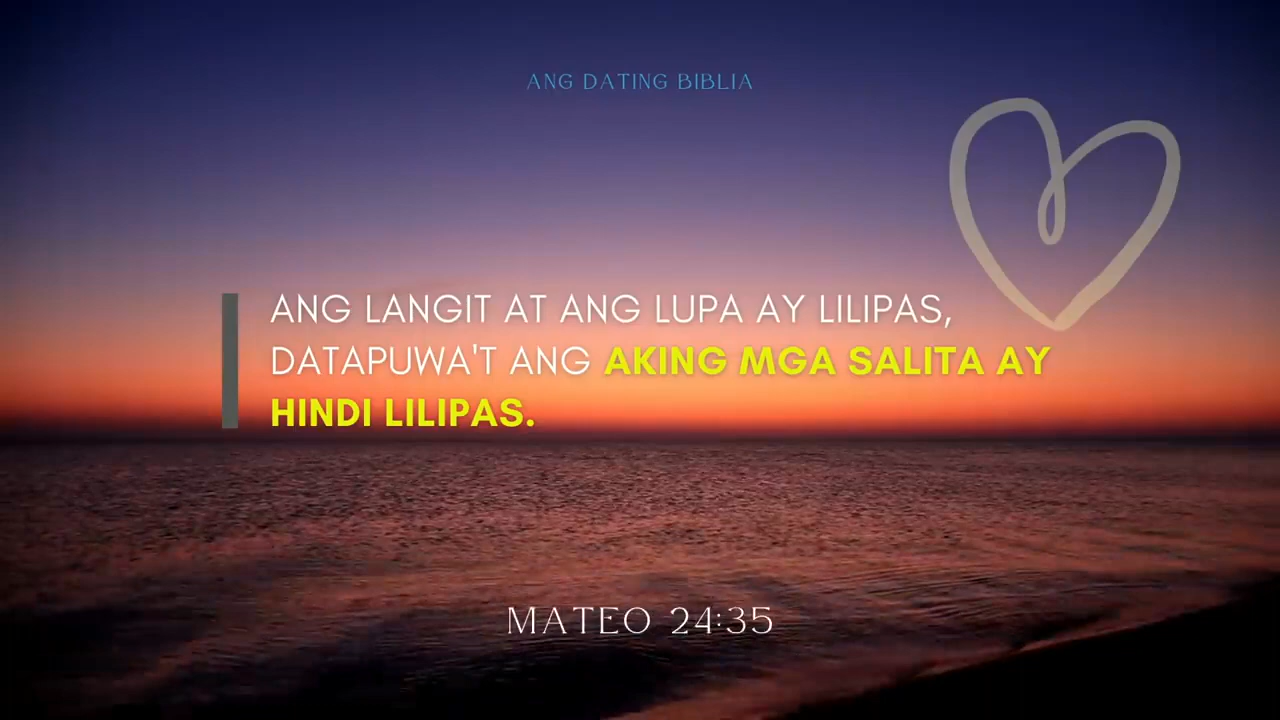 ANG DATING BIBLIA
ANG LANGIT AT ANG LUPA AY LILIPAS,
DATAPUWA'T ANG AKING MGA SALITA AY
HINDI LILIPAS.
MATEO 24:35